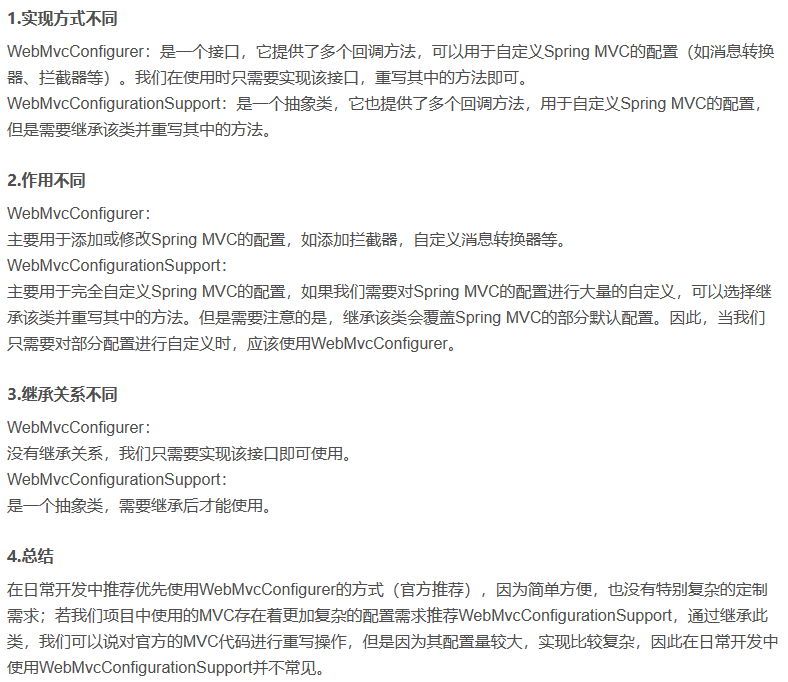 1.实现方式不同
WebMvcConfigurer：是一个接口，它提供了多个回调方法，可以用于自定义Spring MVC的配置（如消息转换
器、拦截器等）。我们在使用时只需要实现该接口，重写其中的方法即可。
WebMvcConfigurationSupport：是一个抽象类，它也提供了多个回调方法，用于自定义Spring MVC的配置，
但是需要继承该类并重写其中的方法。
2.作用不同
WebMvcConfigurer：
主要用于添加或修改Spring MVC的配置，如添加拦截器，自定义消息转换器等。
WebMvcConfigurationSupport：
主要用于完全自定义Spring MVC的配置，如果我们需要对Spring MVC的配置进行大量的自定义，可以选择继
承该类并重写其中的方法。但是需要注意的是，继承该类会覆盖Spring MVC的部分默认配置。因此，当我们
只需要对部分配置进行自定义时，应该使用WebMvcConfigurer。
3.继承关系不同
WebMvcConfigurer：
没有继承关系，我们只需要实现该接口即可使用。
WebMvcConfigurationSupport：
是一个抽象类，需要继承后才能使用。
4.总结
在日常开发中推荐优先使用WebMvcConfigurer的方式（官方推荐），因为简单方便，也没有特别复杂的定制
需求；若我们项目中使用的MVC存在着更加复杂的配置需求推荐WebMvcConfigurationSupport，通过继承此
类，我们可以说对官方的MVC代码进行重写操作，但是因为其配置量较大，实现比较复杂，因此在日常开发中
使用WebMvcConfigurationSupport并不常见。